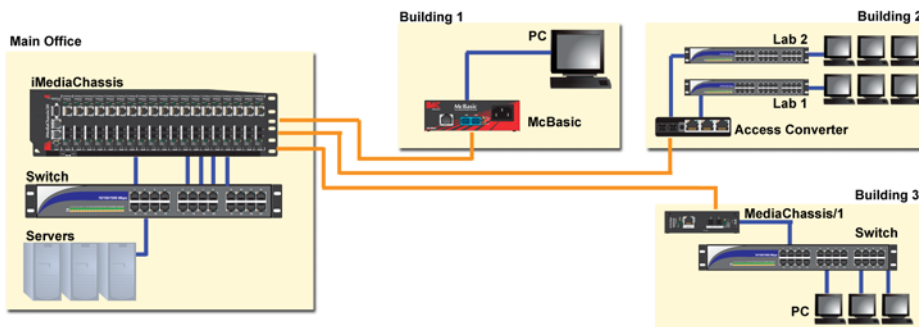 Main Office
iMediaChassis
Switch
Servers
Building 1
PC
McBasic
McBasic
Building 2
Lab 2
Lab 1
Access Converter
Building 3
MediaChassis/1
Switch
PC